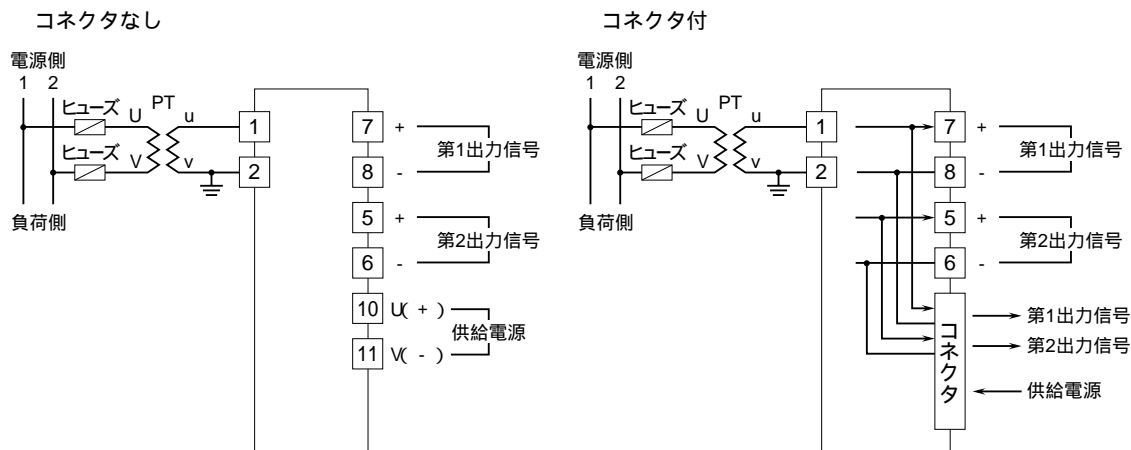 コネクタなし
電源側
1 2
ヒューズ U PT u 1
ヒューズ V v 2
負荷側
7 +
第1出力信号
8 -
5 +
第2出力信号
6 -
10 U( + )
供給電源
11 V( - )
コネクタ付
電源側
1 2
ヒューズ U PT u 1
ヒューズ V v 2
負荷側
7 +
第1出力信号
8 -
5 +
第2出力信号
6 -
コネクタ
第1出力信号
第2出力信号
供給電源